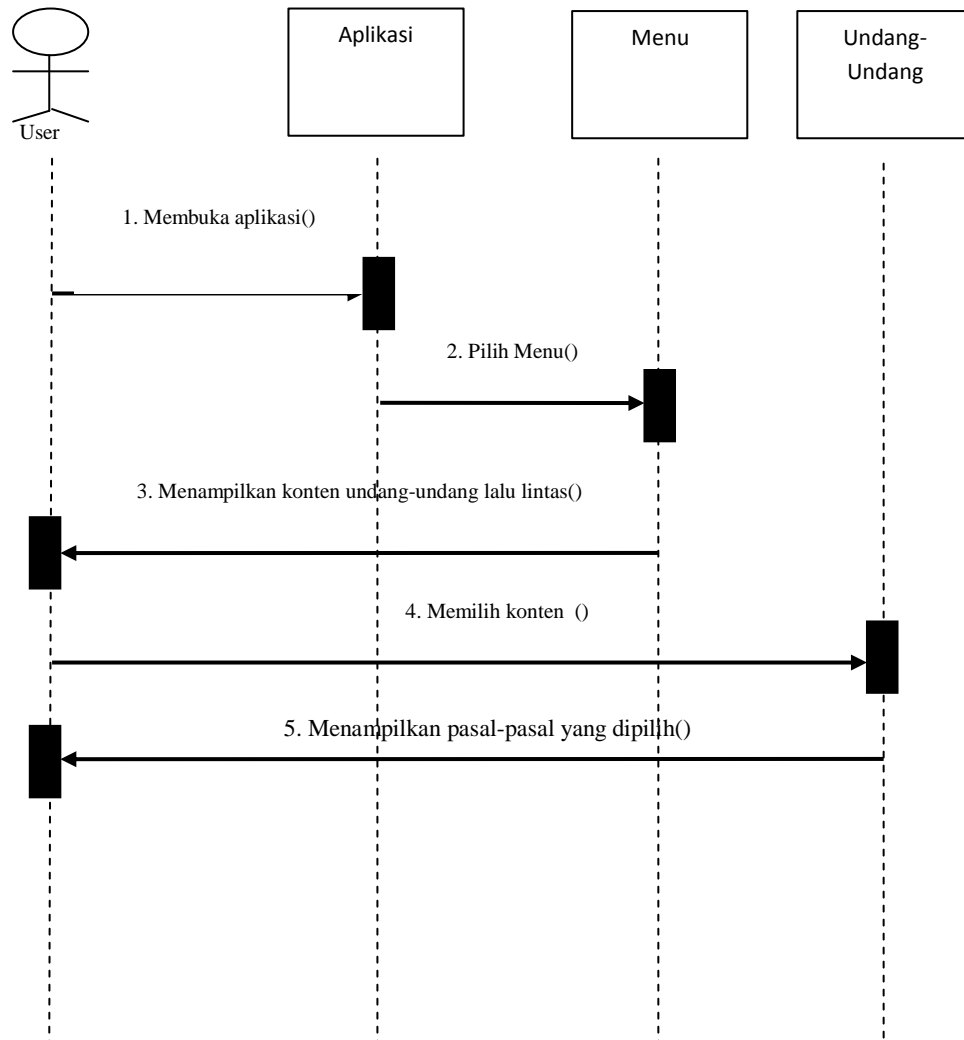 User
Aplikasi
Menu
Undang-
Undang
1. Membuka aplikasi()
2. Pilih Menu()
3. Menampilkan konten undang-undang lalu lintas()
4. Memilih konten  ()
5. Menampilkan pasal-pasal yang dipilih()